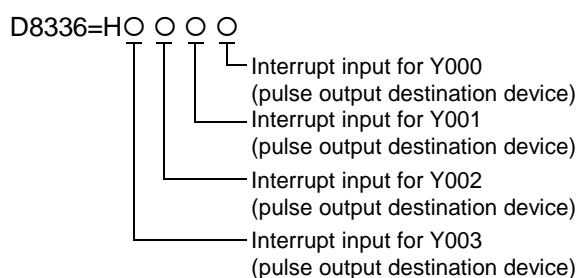 D8336=H○ ○ ○ ○
Interrupt input for Y000
(pulse output destination device)
Interrupt input for Y001
(pulse output destination device)
Interrupt input for Y002
(pulse output destination device)
Interrupt input for Y003
(pulse output destination device)